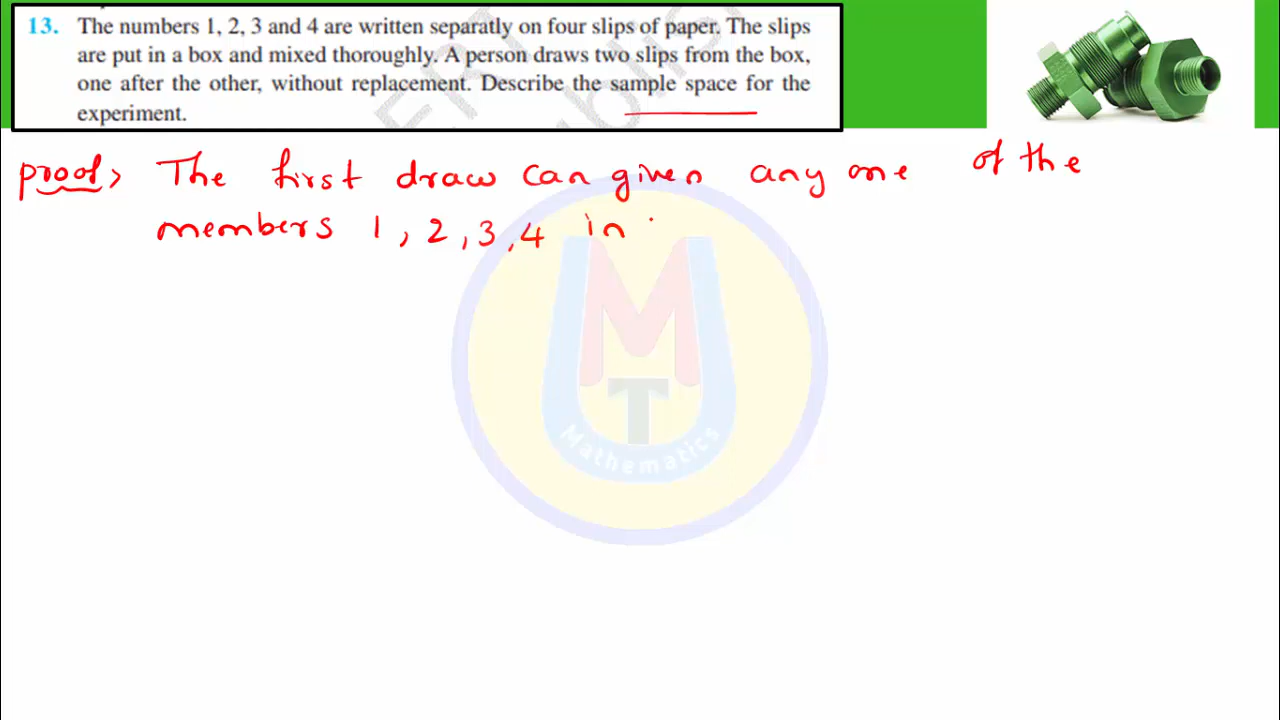 13. The numbers 1, 2, 3 and 4 are written separatly on four slips of paper. The slips
are put in a box and mixed thoroughly. A person draws two slips from the box,
one after the other, without replacement. Describe the sample space for the
experiment.
proof> The first draw can given any one of the
members 1, 2, 3, 4 in
U
M
T
Mathematics